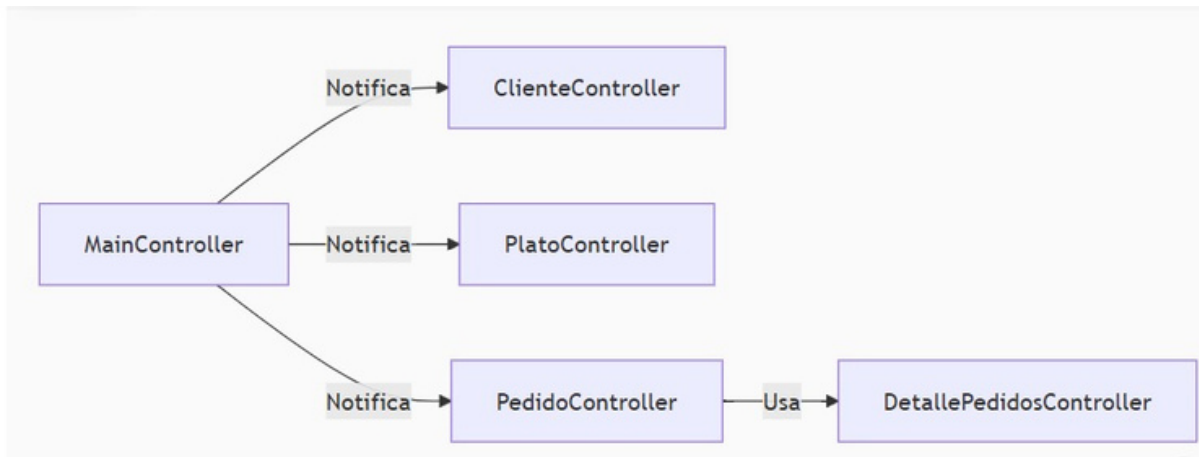 Notifica
ClienteController
MainController
Notifica
PlatoController
Notifica
PedidoController
Usa
DetallePedidosController